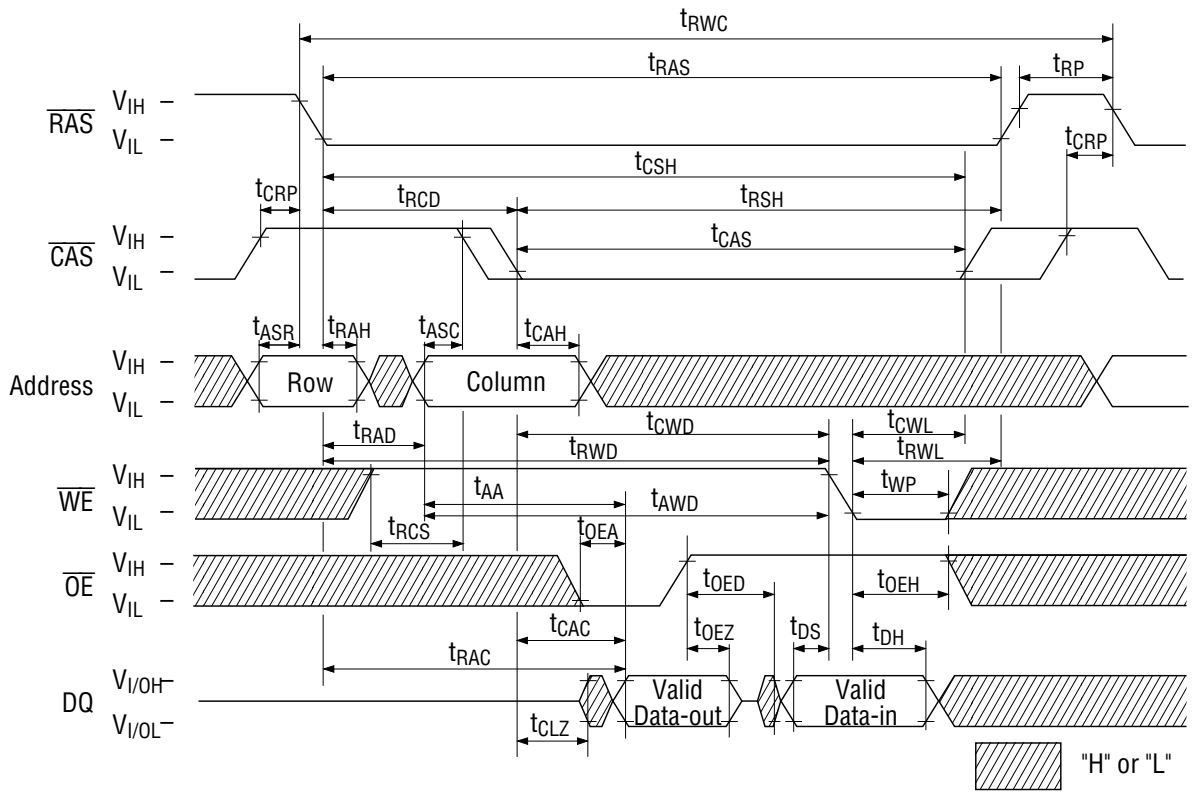 tRWC
tRAS
tRP
RAS
VIH
VIL
tCRP
tCSH
tCRP
tRCD
tRSH
CAS
VIH
VIL
tCAS
tASR
tRAH
tASC
tCAH
Address
VIH
VIL
Row
Column
tRAD
tCWD
tCWL
tRWD
tRWL
WE
VIH
VIL
tAA
tWP
tAWD
tRCS
tOEA
OE
VIH
VIL
tOED
tOEH
tCAC
tOEZ
tDS
tDH
tRAC
DQ
VI/OH
VI/OL
Valid Data-out
Valid Data-in
tCLZ
"H" or "L"